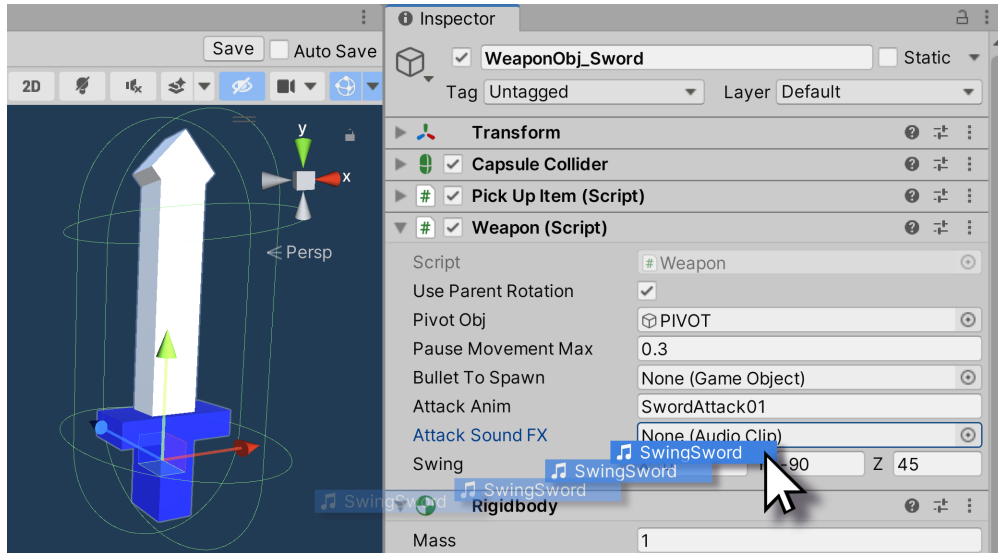 Inspector
Save
Auto Save
WeaponObj_Sword
Static
2D
Tag
Untagged
Layer
Default
y
x
Persp
Transform
Capsule Collider
# Pick Up Item (Script)
# Weapon (Script)
Script
# Weapon
Use Parent Rotation
Pivot Obj
PIVOT
Pause Movement Max
0.3
Bullet To Spawn
None (Game Object)
Attack Anim
SwordAttack01
Attack Sound FX
None (Audio Clip)
SwingSword
Swing
SwingSword
-90
Z
45
SwingSword
SwingSword
Rigidbody
Mass
1